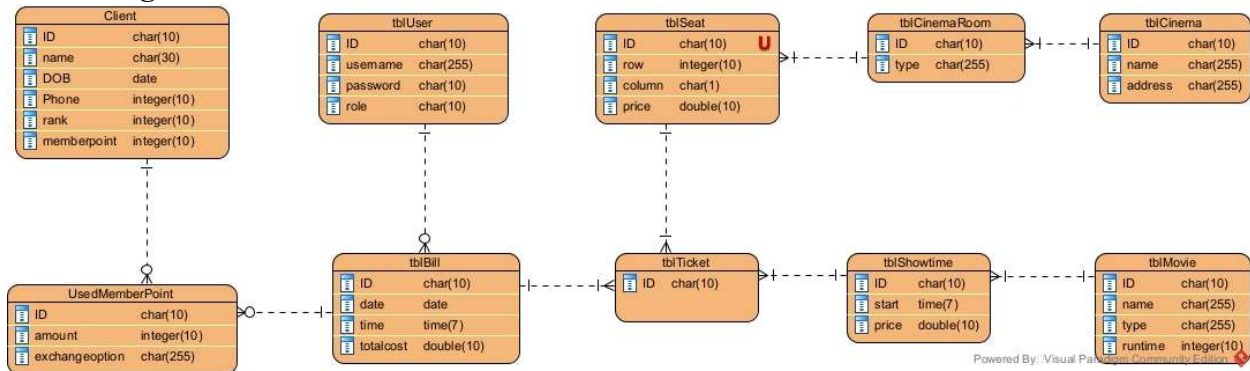 Client
ID char(10)
name char(30)
DOB date
Phone integer(10)
rank integer(10)
memberpoint integer(10)
tblUser
ID char(10)
username char(255)
password char(10)
role char(10)
tblSeat
ID char(10) U
row integer(10)
column char(1)
price double(10)
tblCinemaRoom
ID char(10)
type char(255)
tblCinema
ID char(10)
name char(255)
address char(255)
UsedMemberPoint
ID char(10)
amount integer(10)
exchangeoption char(255)
tblBill
ID char(10)
date date
time time(7)
totalcost double(10)
tblTicket
ID char(10)
tblShowtime
ID char(10)
start time(7)
price double(10)
tblMovie
ID char(10)
name char(255)
type char(255)
runtime integer(10)
Powered By: Visual Paradigm Community Edition